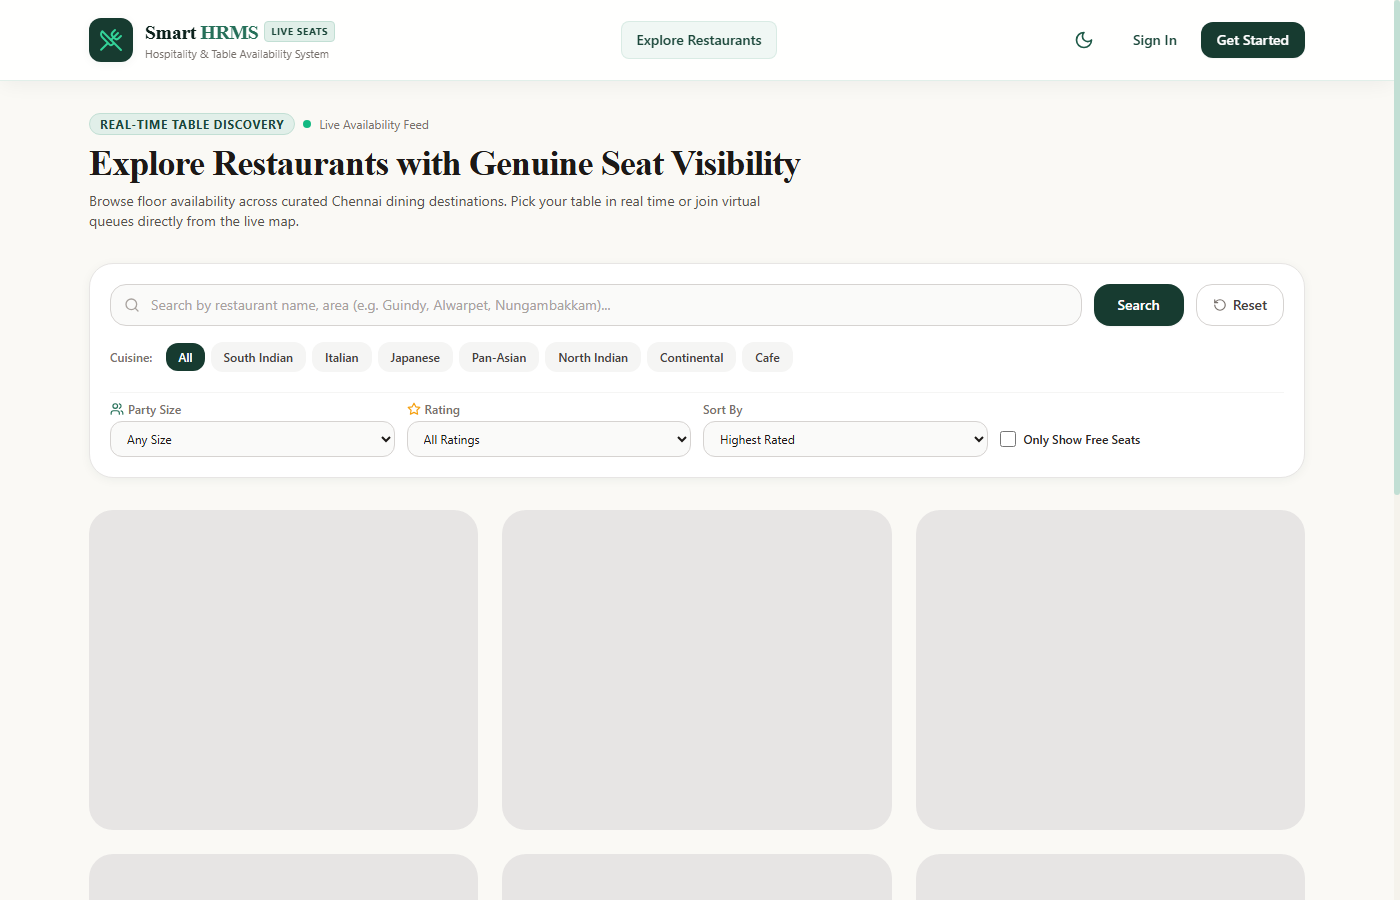 Smart HRMS LIVE SEATS
Hospitality & Table Availability System
Explore Restaurants
Sign In
Get Started
REAL-TIME TABLE DISCOVERY
Live Availability Feed
Explore Restaurants with Genuine Seat Visibility
Browse floor availability across curated Chennai dining destinations. Pick your table in real time or join virtual
queues directly from the live map.
Search by restaurant name, area (e.g. Guindy, Alwarpet, Nungambakkam)...
Search
Reset
Cuisine: All South Indian Italian Japanese Pan-Asian North Indian Continental Cafe
Party Size
Rating
Sort By
Any Size
All Ratings
Highest Rated
Only Show Free Seats